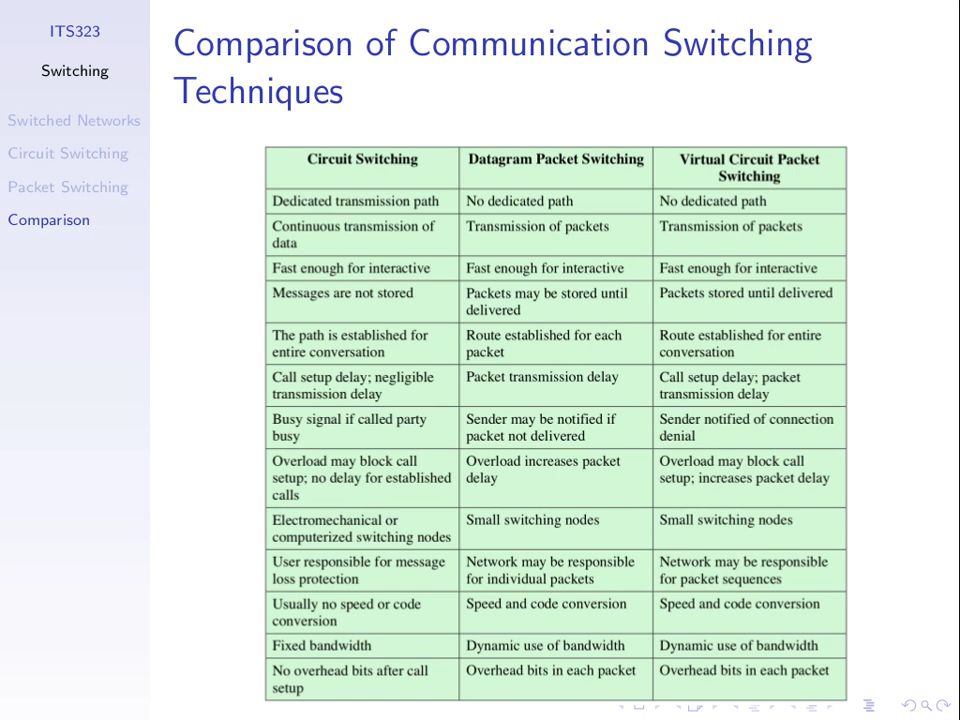 ITS323
Switching
Switched Networks
Circuit Switching
Packet Switching
Comparison
Comparison of Communication Switching
Techniques
Circuit Switching
Datagram Packet Switching
Virtual Circuit Packet
Switching
Dedicated transmission path
No dedicated path
No dedicated path
Continuous transmission of
data
Transmission of packets
Transmission of packets
Fast enough for interactive
Fast enough for interactive
Fast enough for interactive
Messages are not stored
Packets may be stored until
delivered
Packets stored until delivered
The path is established for
entire conversation
Route established for each
packet
Route established for entire
conversation
Call setup delay; negligible
transmission delay
Packet transmission delay
Call setup delay; packet
transmission delay
Busy signal if called party
busy
Sender may be notified if
packet not delivered
Sender notified of connection
denial
Overload may block call
setup; no delay for established
calls
Overload increases packet
delay
Overload may block call
setup; increases packet delay
Electromechanical or
computerized switching nodes
Small switching nodes
Small switching nodes
User responsible for message
loss protection
Network may be responsible
for individual packets
Network may be responsible
for packet sequences
Usually no speed or code
conversion
Speed and code conversion
Speed and code conversion
Fixed bandwidth
Dynamic use of bandwidth
Dynamic use of bandwidth
No overhead bits after call
setup
Overhead bits in each packet
Overhead bits in each packet